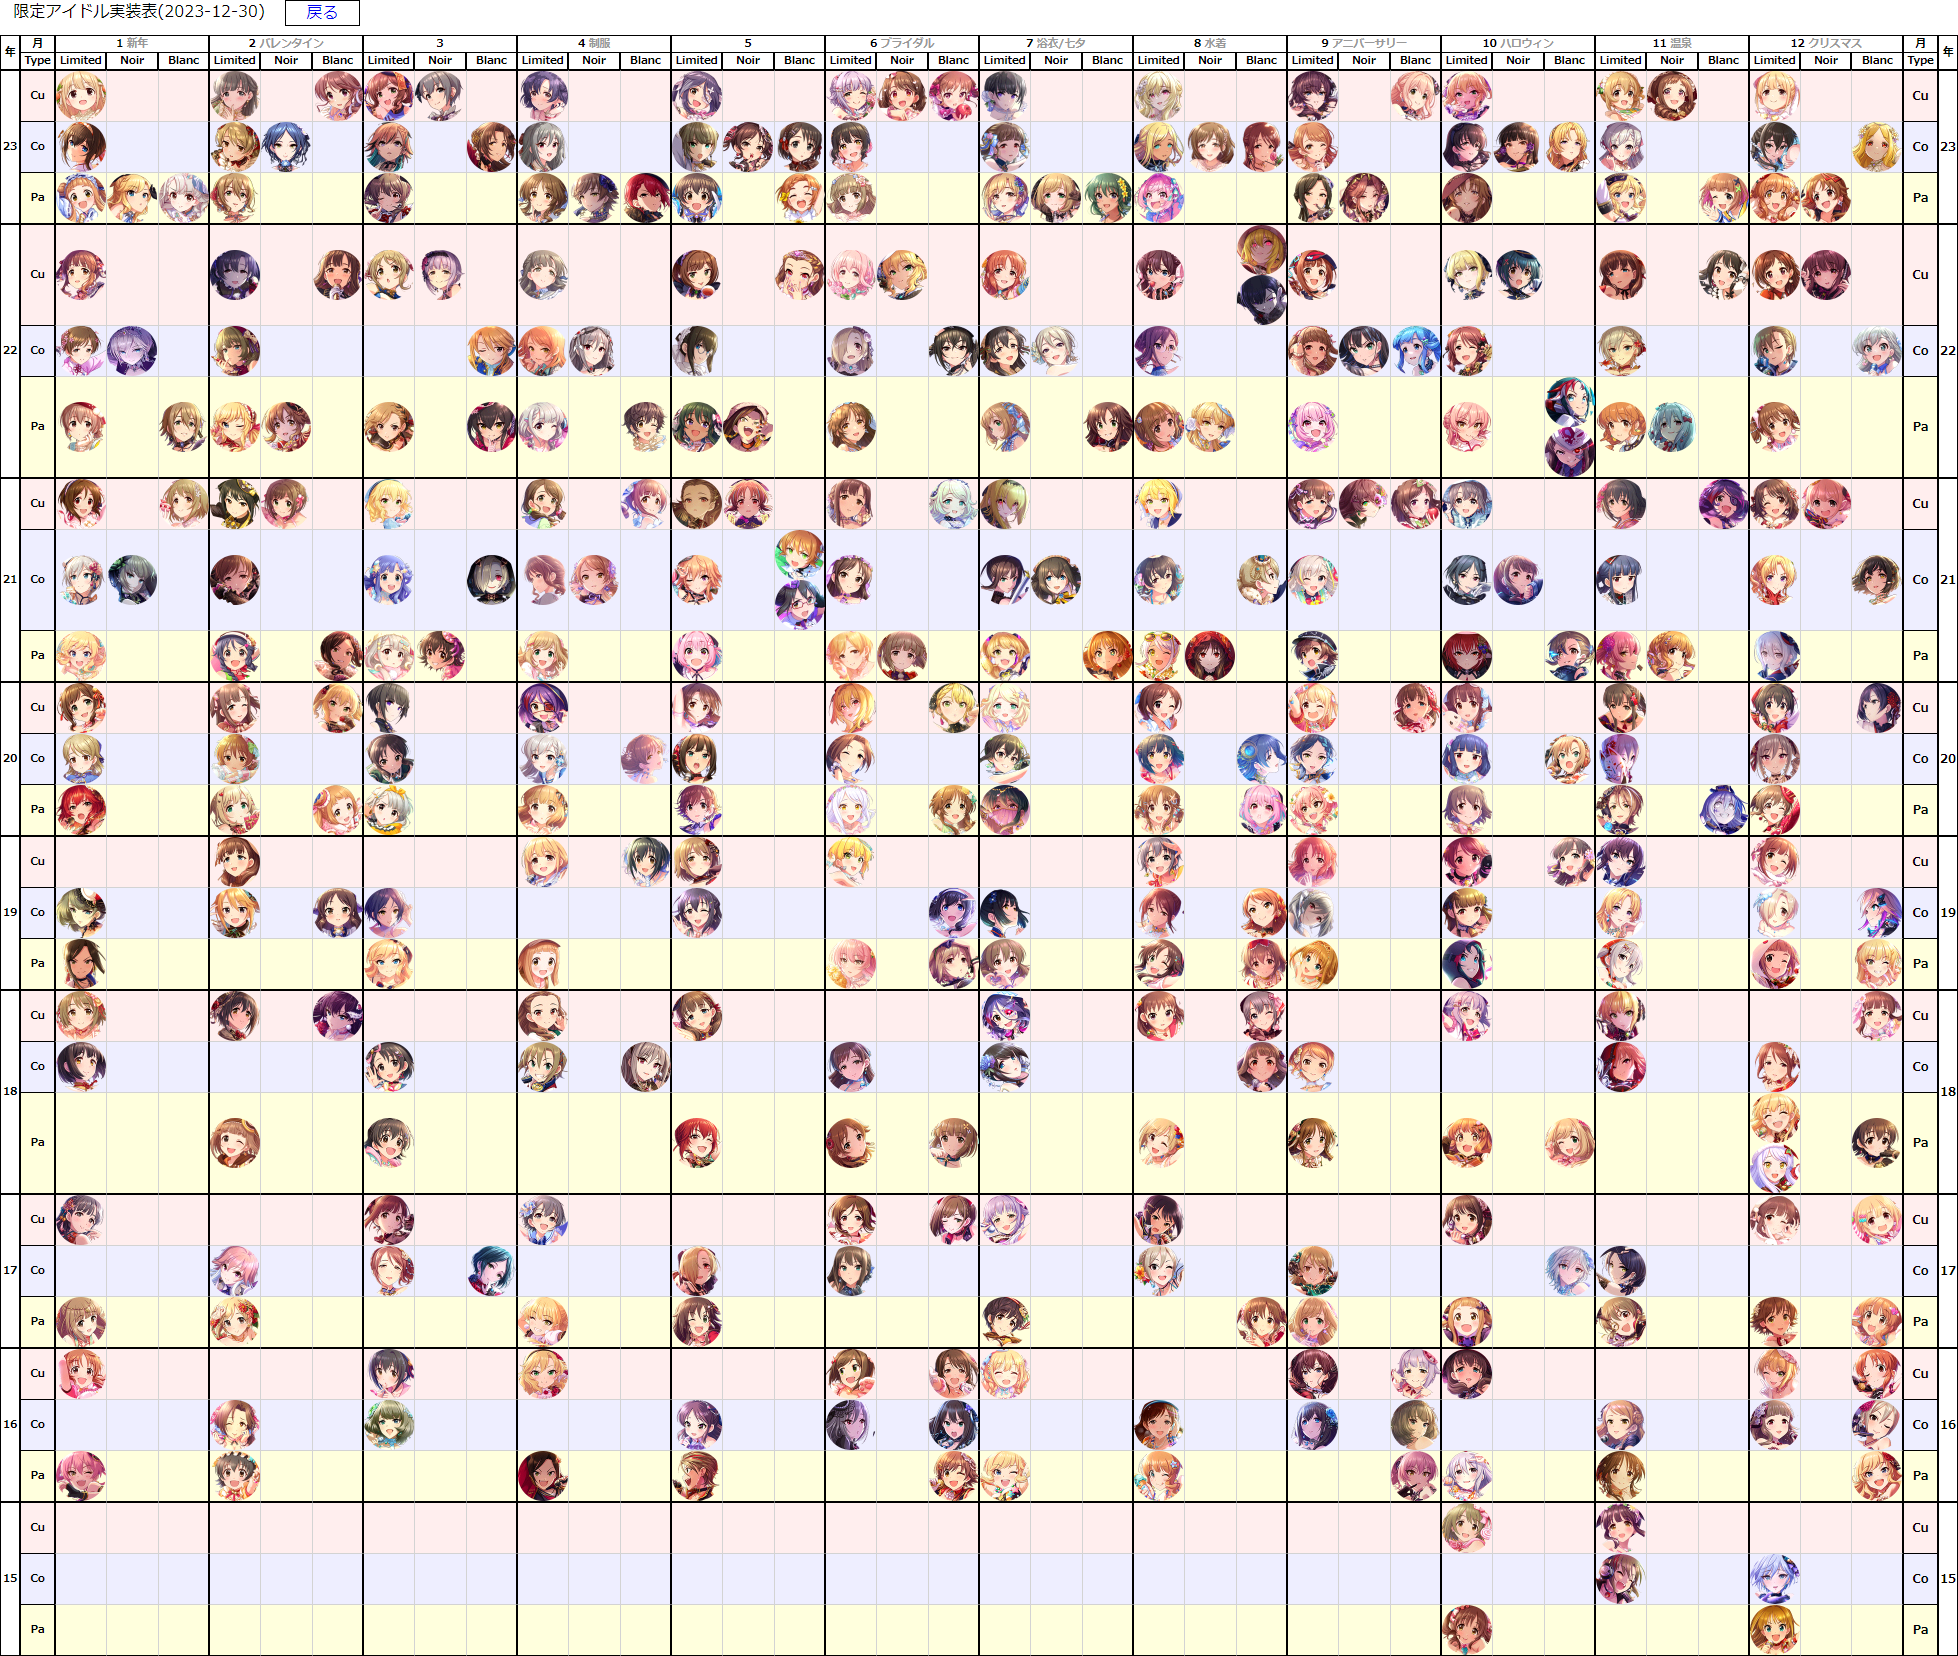 限定アイドル実装表(2023-12-30) 戻る
年 月 1 新年 2 バレンタイン 3 4 制服 5 6 ブライダル 7 浴衣/七夕 8 水着 9 アニバーサリー 10 ハロウィン 11 温泉 12 クリスマス 月 年
Type Limited Noir Blanc Limited Noir Blanc Limited Noir Blanc Limited Noir Blanc Limited Noir Blanc Limited Noir Blanc Limited Noir Blanc Limited Noir Blanc Limited Noir Blanc Limited Noir Blanc Limited Noir Blanc Limited Noir Blanc Type
Cu Cu
23 Co Co 23
Pa Pa
Cu Cu
22 Co Co 22
Pa Pa
Cu Cu
21 Co Co 21
Pa Pa
Cu Cu
20 Co Co 20
Pa Pa
Cu Cu
19 Co Co 19
Pa Pa
Cu Cu
Co Co
18 18
Pa Pa
Cu Cu
17 Co Co 17
Pa Pa
Cu Cu
16 Co Co 16
Pa Pa
Cu Cu
15 Co Co 15
Pa Pa